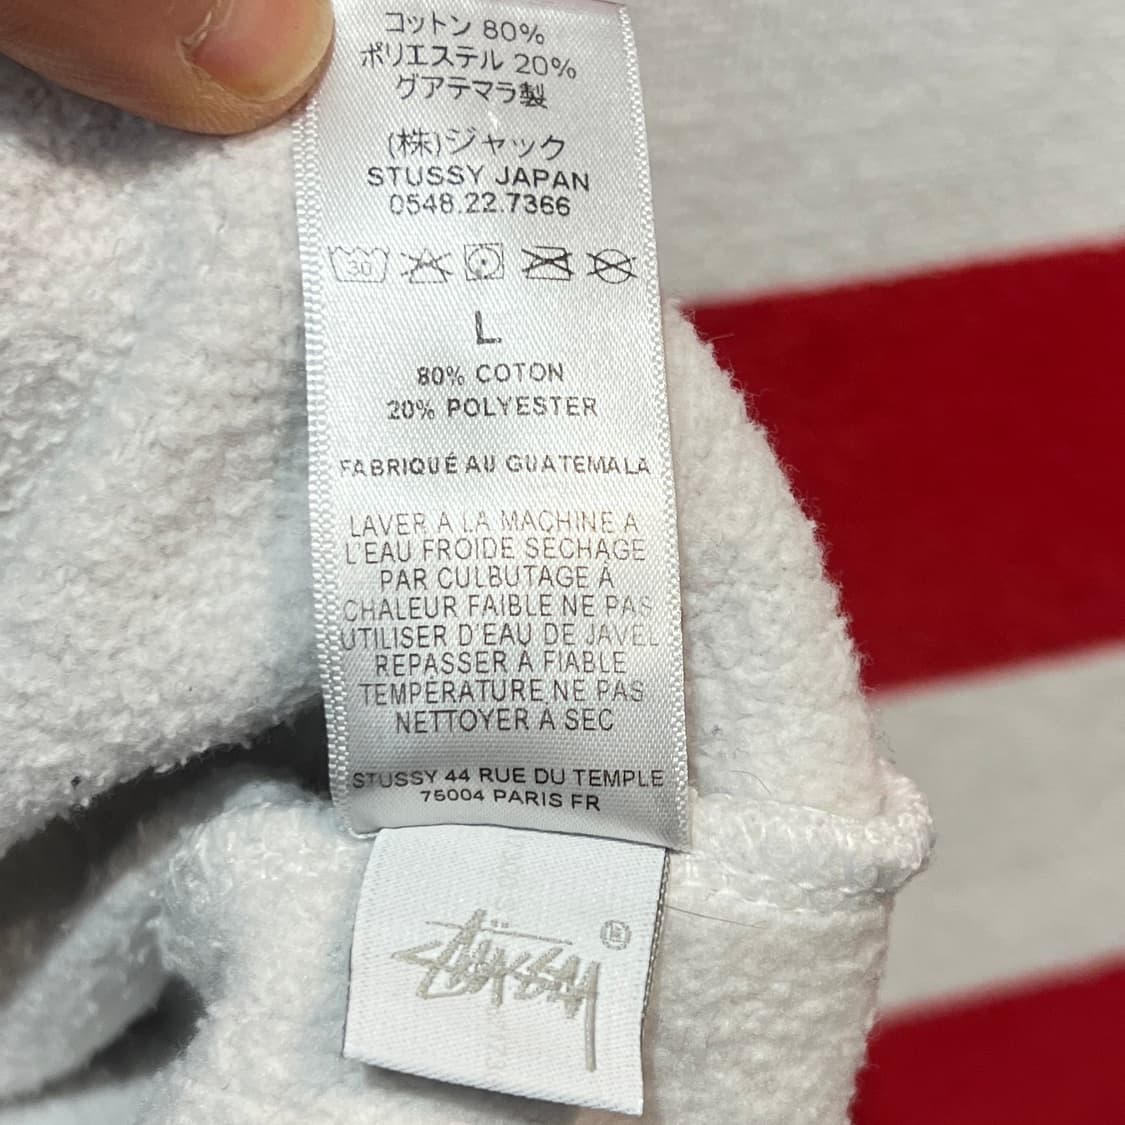 コットン 80%
ポリエステル 20%
グアテマラ製
(株)ジャック
STUSSY JAPAN
0548.22.7366
30
L
80% COTON
20% POLYESTER
FABRIQUÉ AU GUATEMALA
LAVER A LA MACHINE A
L'EAU FROIDE SECHAGE
PAR CULBUTAGE À
CHALEUR FAIBLE NE PAS
UTILISER D'EAU DE JAVEL
REPASSER À FIABLE
TEMPÉRATURE NE PAS
NETTOYER A SEC
STUSSY 44 RUE DU TEMPLE
75004 PARIS FR
STÜSSY ®